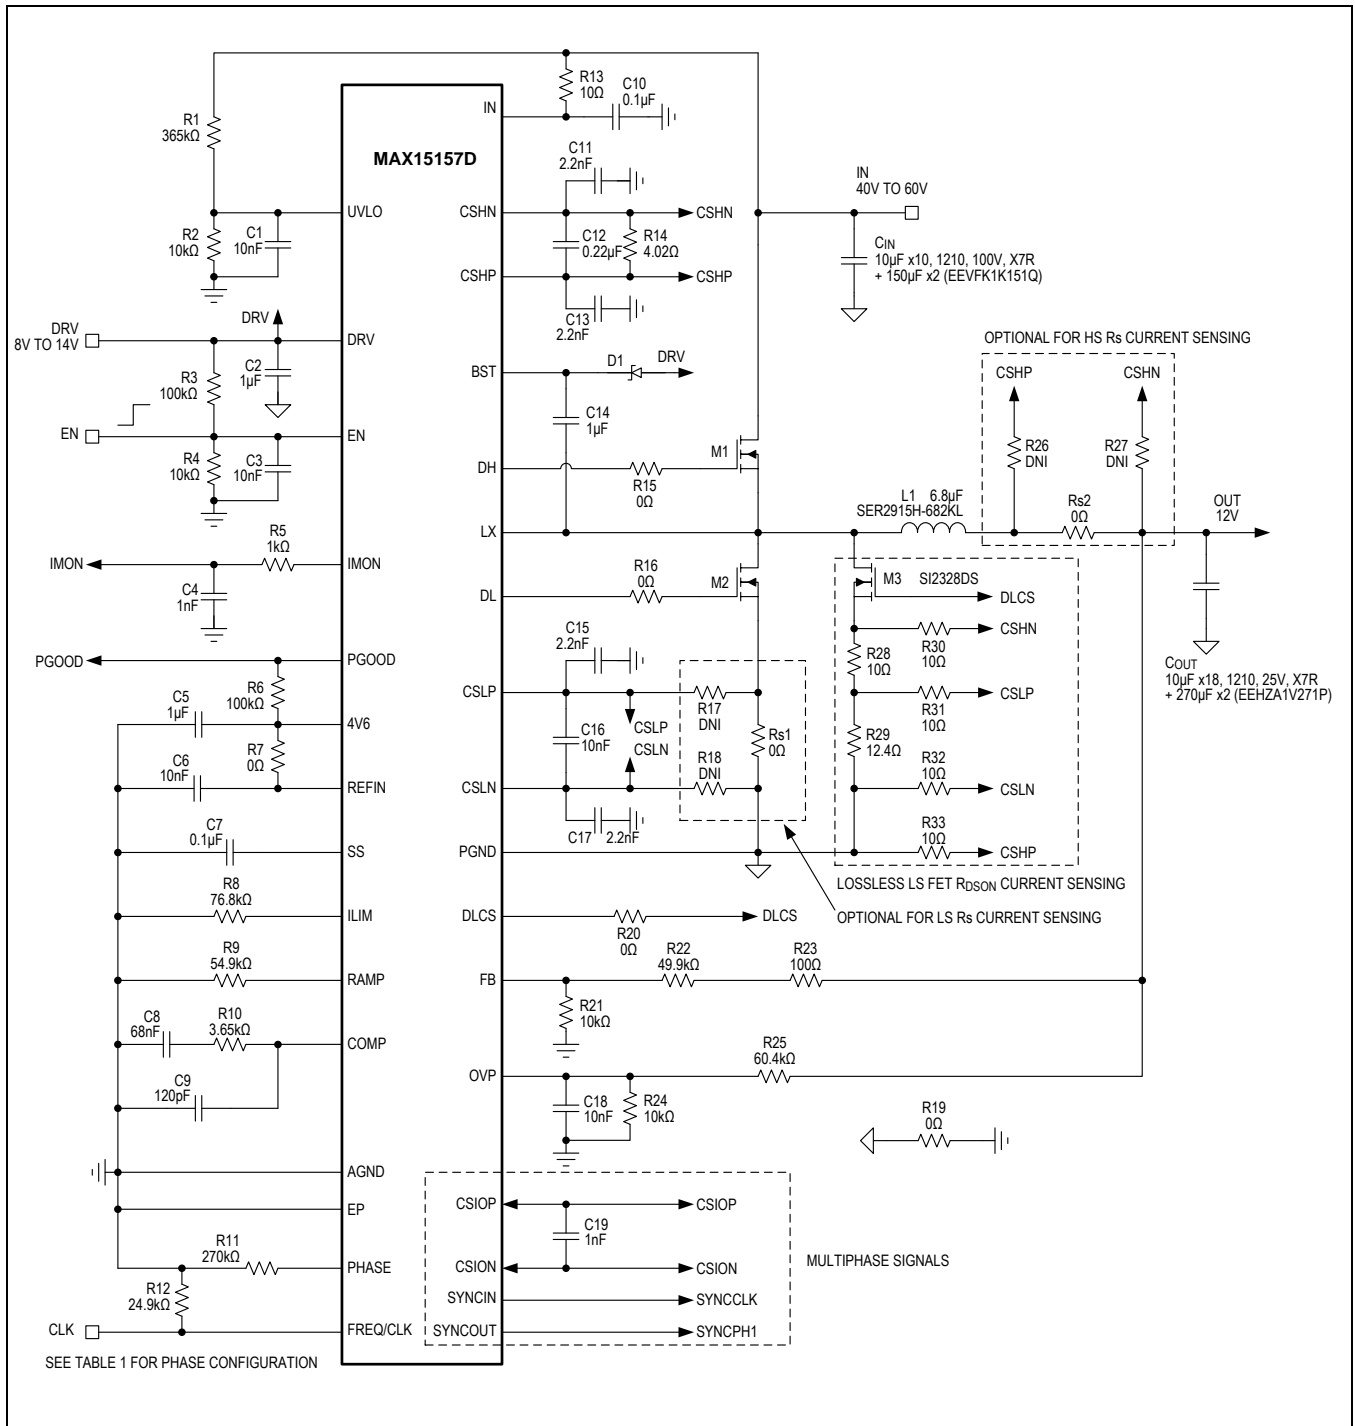 R13
10Ω
C10
0.1µF
IN
R1
365kΩ
MAX15157D
C11
2.2nF
IN
40V TO 60V
UVLO
CSHN
CSHN
R2
10kΩ
C1
10nF
C12
0.22µF
R14
4.02Ω
CIN
10µF x10, 1210, 100V, X7R
+ 150µF x2 (EEVFK1K151Q)
CSHP
CSHP
C13
2.2nF
DRV
DRV
8V TO 14V
DRV
OPTIONAL FOR HS Rs CURRENT SENSING
R3
100kΩ
C2
1µF
BST
D1
DRV
CSHP
CSHN
C14
1µF
EN
EN
M1
R26
DNI
R27
DNI
R4
10kΩ
C3
10nF
DH
R15
0Ω
L1 6.8µF
SER2915H-682KL
Rs2
0Ω
OUT
12V
LX
R5
1kΩ
IMON
IMON
C4
1nF
R16
0Ω
DL
M2
M3 SI2328DS
DLCS
CSHN
R30
10Ω
C15
2.2nF
R28
10Ω
COUT
10µF x18, 1210, 25V, X7R
+ 270µF x2 (EEHZA1V271P)
PGOOD
PGOOD
R6
100kΩ
CSLP
R17
DNI
CSLP
R31
10Ω
C5
1µF
4V6
C16
10nF
CSLP
CSLN
Rs1
0Ω
R29
12.4Ω
R7
0Ω
C6
10nF
REFIN
CSLN
R18
DNI
R32
10Ω
CSLN
C7
0.1µF
SS
C17 2.2nF
PGND
R33
10Ω
CSHP
LOSSLESS LS FET RDSON CURRENT SENSING
R8
76.8kΩ
ILIM
DLCS
R20
0Ω
DLCS
OPTIONAL FOR LS Rs CURRENT SENSING
R9
54.9kΩ
RAMP
FB
R22
49.9kΩ
R23
100Ω
R21
10kΩ
C8
68nF
R10
3.65kΩ
COMP
R25
60.4kΩ
OVP
C9
120pF
C18
10nF
R24
10kΩ
R19
0Ω
AGND
EP
CSIOP
CSIOP
C19
1nF
R11
270kΩ
PHASE
CSION
CSION
MULTIPHASE SIGNALS
R12
24.9kΩ
SYNCIN
SYNCCLK
CLK
FREQ/CLK
SYNCOUT
SYNCPH1
SEE TABLE 1 FOR PHASE CONFIGURATION